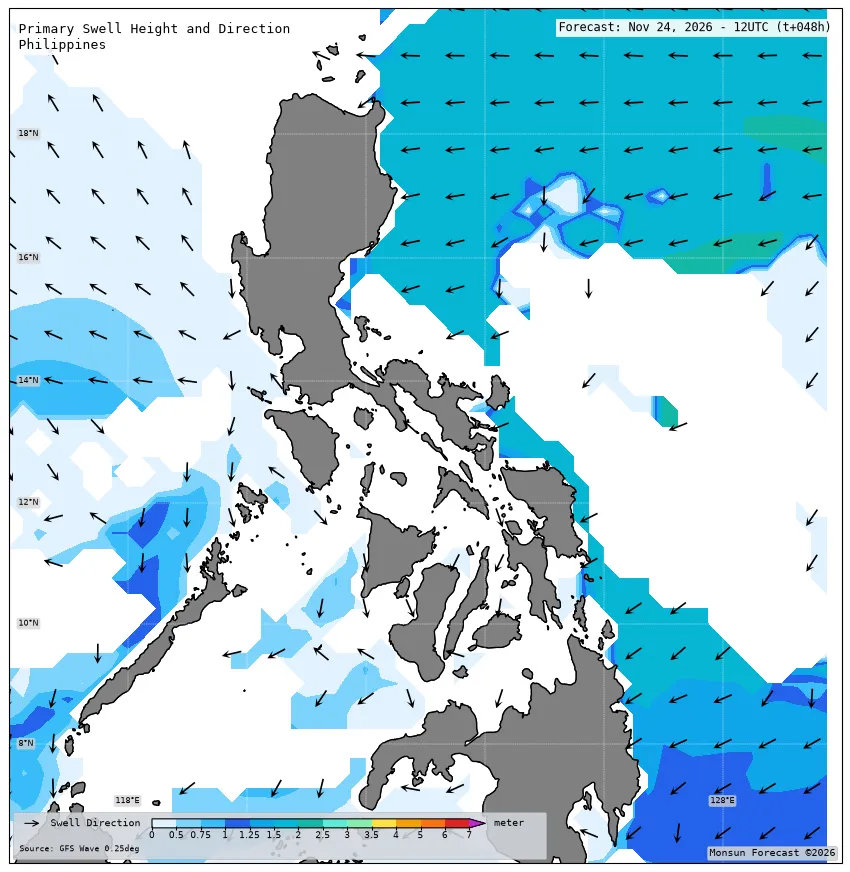 Primary Swell Height and Direction
Philippines
Forecast: Nov 24, 2026 - 12UTC (t+048h)
18°N
16°N
14°N
12°N
10°N
8°N
118°E
128°E
Swell Direction
meter
0 0.5 0.75 1 1.25 1.5 2 2.5 3 3.5 4 5 6 7
Source: GFS Wave 0.25deg
Monsun Forecast ©2026